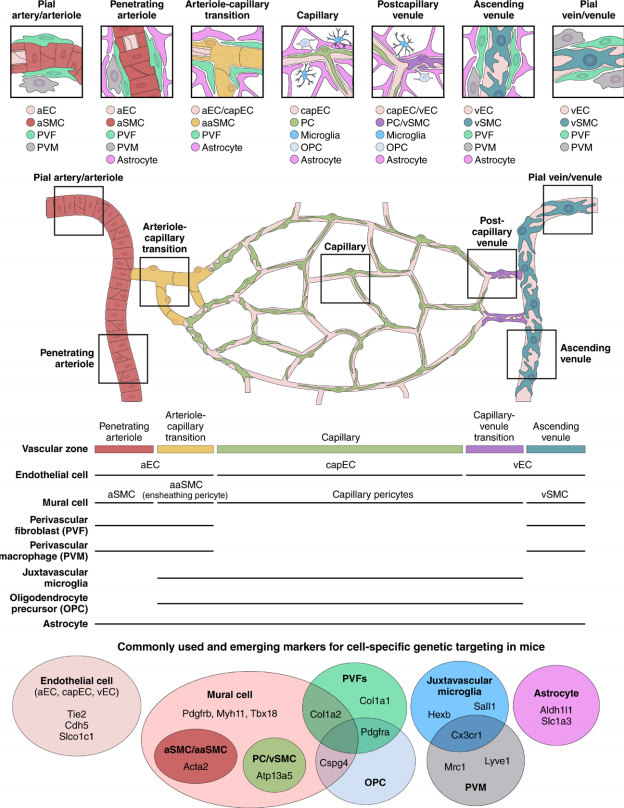 Pial artery/arteriole
Penetrating arteriole
Arteriole-capillary transition
Capillary
Postcapillary venule
Ascending venule
Pial vein/venule
aEC
aSMC
PVF
PVM
aEC
aSMC
PVF
PVM
Astrocyte
aEC/capEC
aaSMC
PVF
Astrocyte
capEC
PC
Microglia
OPC
Astrocyte
capEC/vEC
PC/vSMC
Microglia
OPC
Astrocyte
vEC
vSMC
PVF
PVM
Astrocyte
vEC
vSMC
PVF
PVM
Pial artery/arteriole
Pial vein/venule
Arteriole-
capillary
transition
Capillary
Post-
capillary
venule
Penetrating
arteriole
Ascending
venule
Penetrating
arteriole
Arteriole-
capillary
transition
Capillary
Capillary-
venule
transition
Ascending
venule
Vascular zone
aEC
capEC
vEC
Endothelial cell
aSMC
aaSMC
(ensheathing pericyte)
Capillary pericytes
vSMC
Mural cell
Perivascular
fibroblast (PVF)
Perivascular
macrophage (PVM)
Juxtavascular
microglia
Oligodendrocyte
precursor (OPC)
Astrocyte
Commonly used and emerging markers for cell-specific genetic targeting in mice
Endothelial cell
(aEC, capEC, vEC)
Tie2
Cdh5
Slco1c1
Mural cell
Pdgfrb, Myh11, Tbx18
aSMC/aaSMC
Acta2
PC/vSMC
Atp13a5
PVFs
Col1a1
Col1a2
Pdgfra
Cspg4
OPC
Juxtavascular
microglia
Sall1
Hexb
Cx3cr1
Mrc1
Lyve1
PVM
Astrocyte
Aldh1l1
Slc1a3